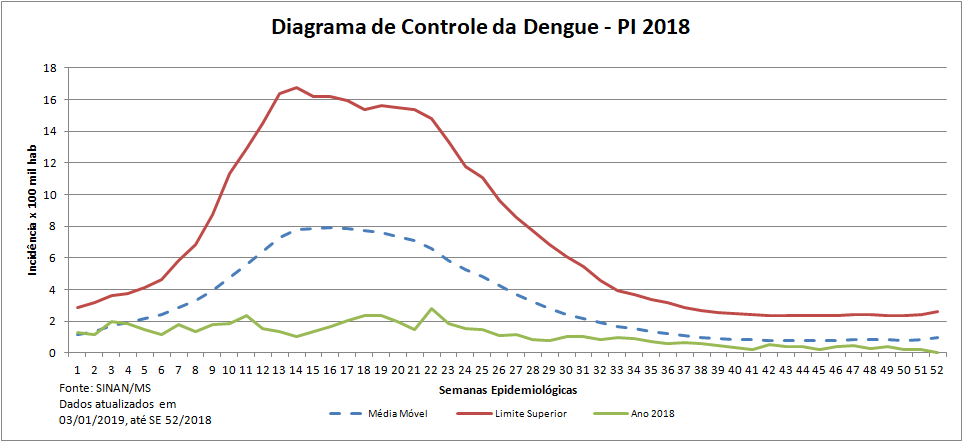 Diagrama de Controle da Dengue - PI 2018
Incidência x 100 mil hab
18
16
14
12
10
8
6
4
2
0
1 2 3 4 5 6 7 8 9 10 11 12 13 14 15 16 17 18 19 20 21 22 23 24 25 26 27 28 29 30 31 32 33 34 35 36 37 38 39 40 41 42 43 44 45 46 47 48 49 50 51 52
Semanas Epidemiológicas
Fonte: SINAN/MS
Dados atualizados em
03/01/2019, até SE 52/2018
Média Móvel Limite Superior Ano 2018